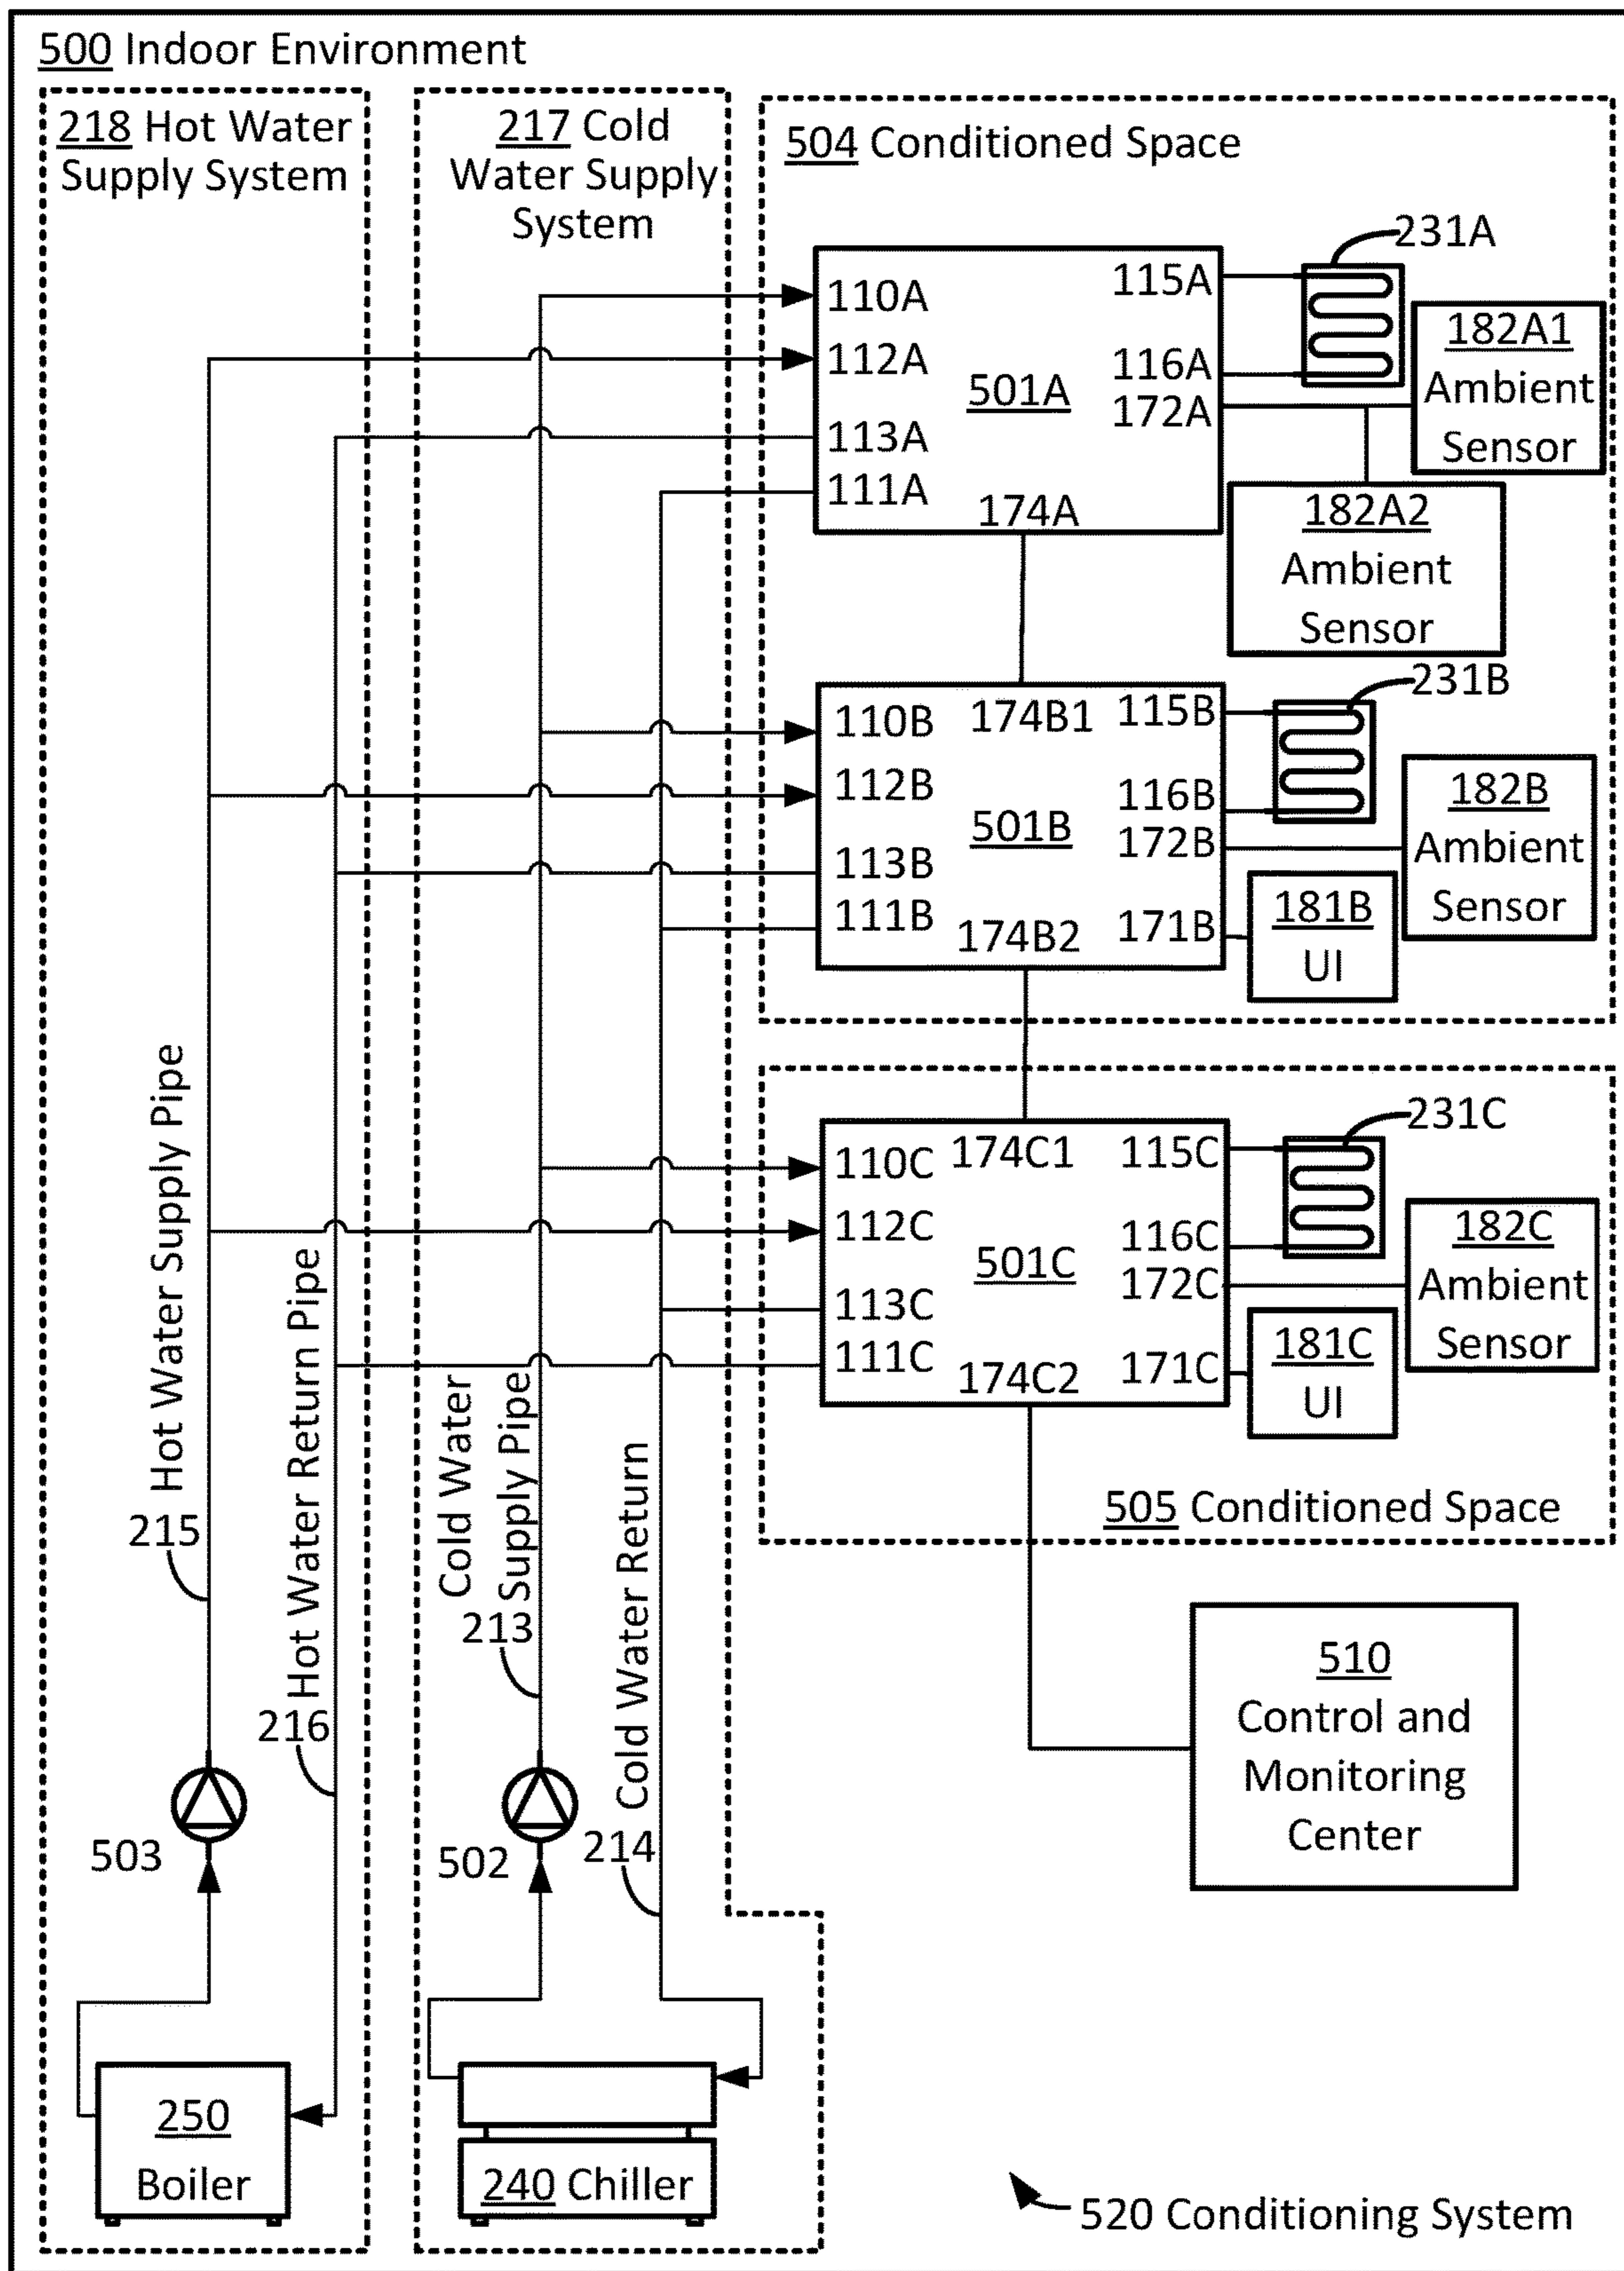 500 Indoor Environment
218 Hot Water
Supply System
217 Cold
Water Supply
System
504 Conditioned Space
231A
110A
112A
113A
111A
501A
174A
115A
116A
172A
182A1
Ambient
Sensor
182A2
Ambient
Sensor
231B
110B
112B
113B
111B
174B1
501B
174B2
115B
116B
172B
171B
182B
Ambient
Sensor
181B
UI
231C
110C
112C
113C
111C
174C1
501C
174C2
115C
116C
172C
171C
182C
Ambient
Sensor
181C
UI
505 Conditioned Space
Hot Water Supply Pipe
215
Hot Water Return Pipe
216
Cold Water
Supply Pipe
213
Cold Water Return
214
503
502
510
Control and
Monitoring
Center
250
Boiler
240 Chiller
520 Conditioning System